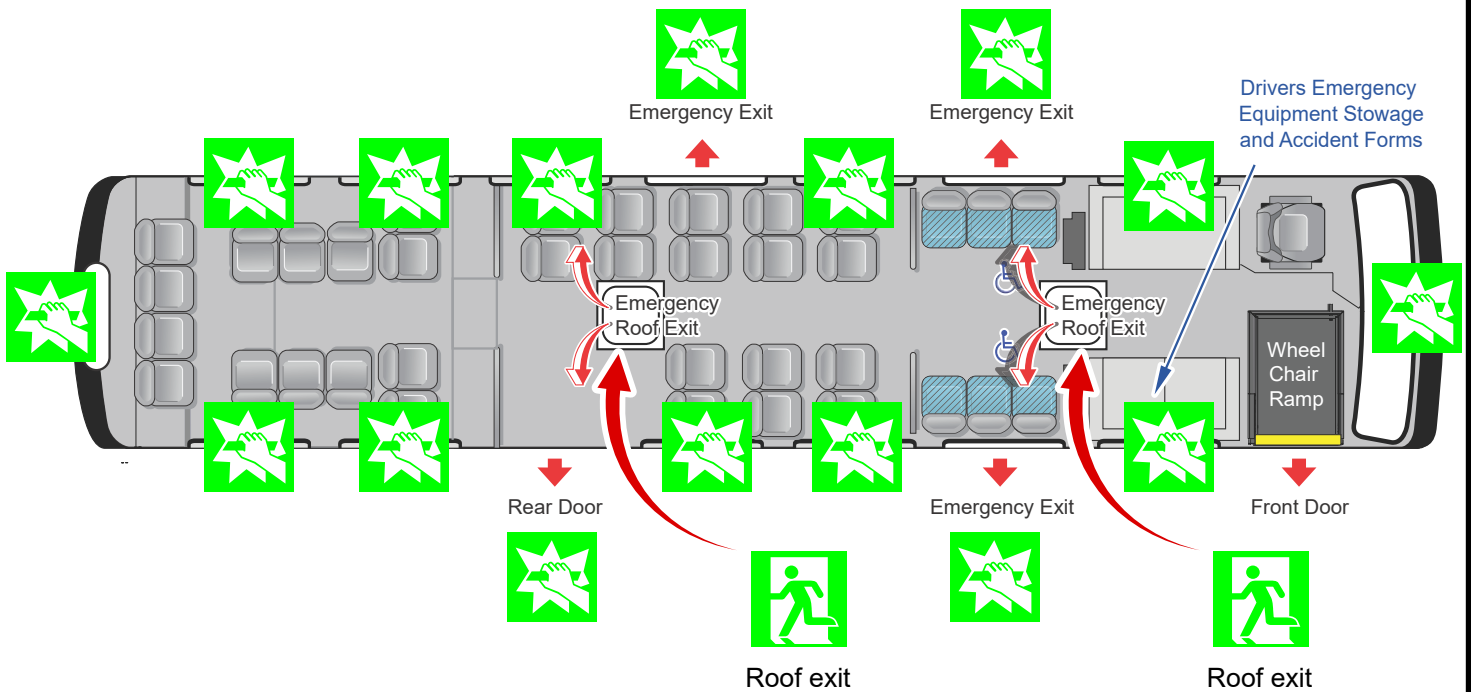 Emergency Exit
Emergency Exit
Drivers Emergency
Equipment Stowage
and Accident Forms
Emergency
Roof Exit
Emergency
Roof Exit
Wheel
Chair
Ramp
--
Rear Door
Emergency Exit
Front Door
Roof exit
Roof exit